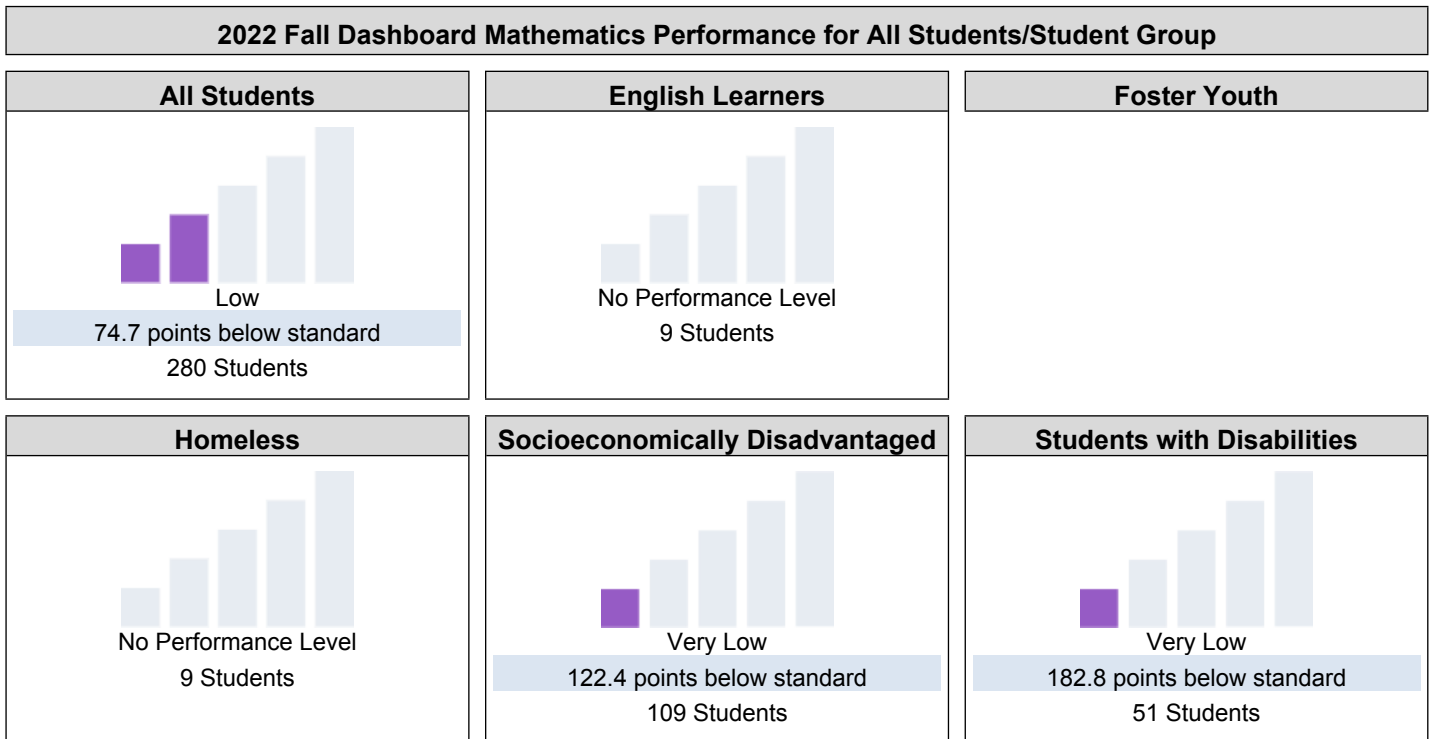 2022 Fall Dashboard Mathematics Performance for All Students/Student Group
All Students
Low
74.7 points below standard
280 Students
English Learners
No Performance Level
9 Students
Foster Youth
Homeless
No Performance Level
9 Students
Socioeconomically Disadvantaged
Very Low
122.4 points below standard
109 Students
Students with Disabilities
Very Low
182.8 points below standard
51 Students